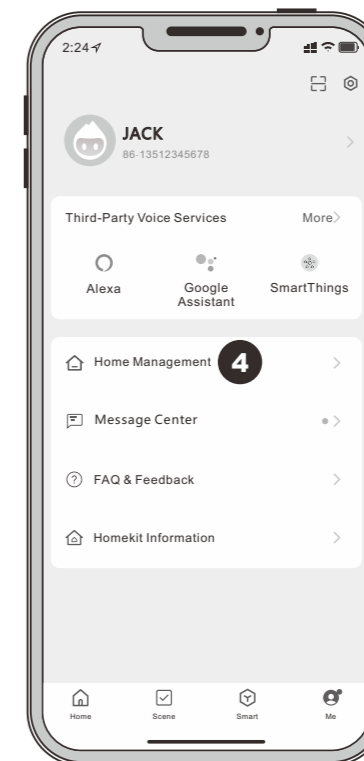 2:24
JACK
86-13512345678
Third-Party Voice Services More
Alexa
Google
Assistant
SmartThings
Home Management 4
Message Center
FAQ & Feedback
Homekit Information
Home Scene Smart Me